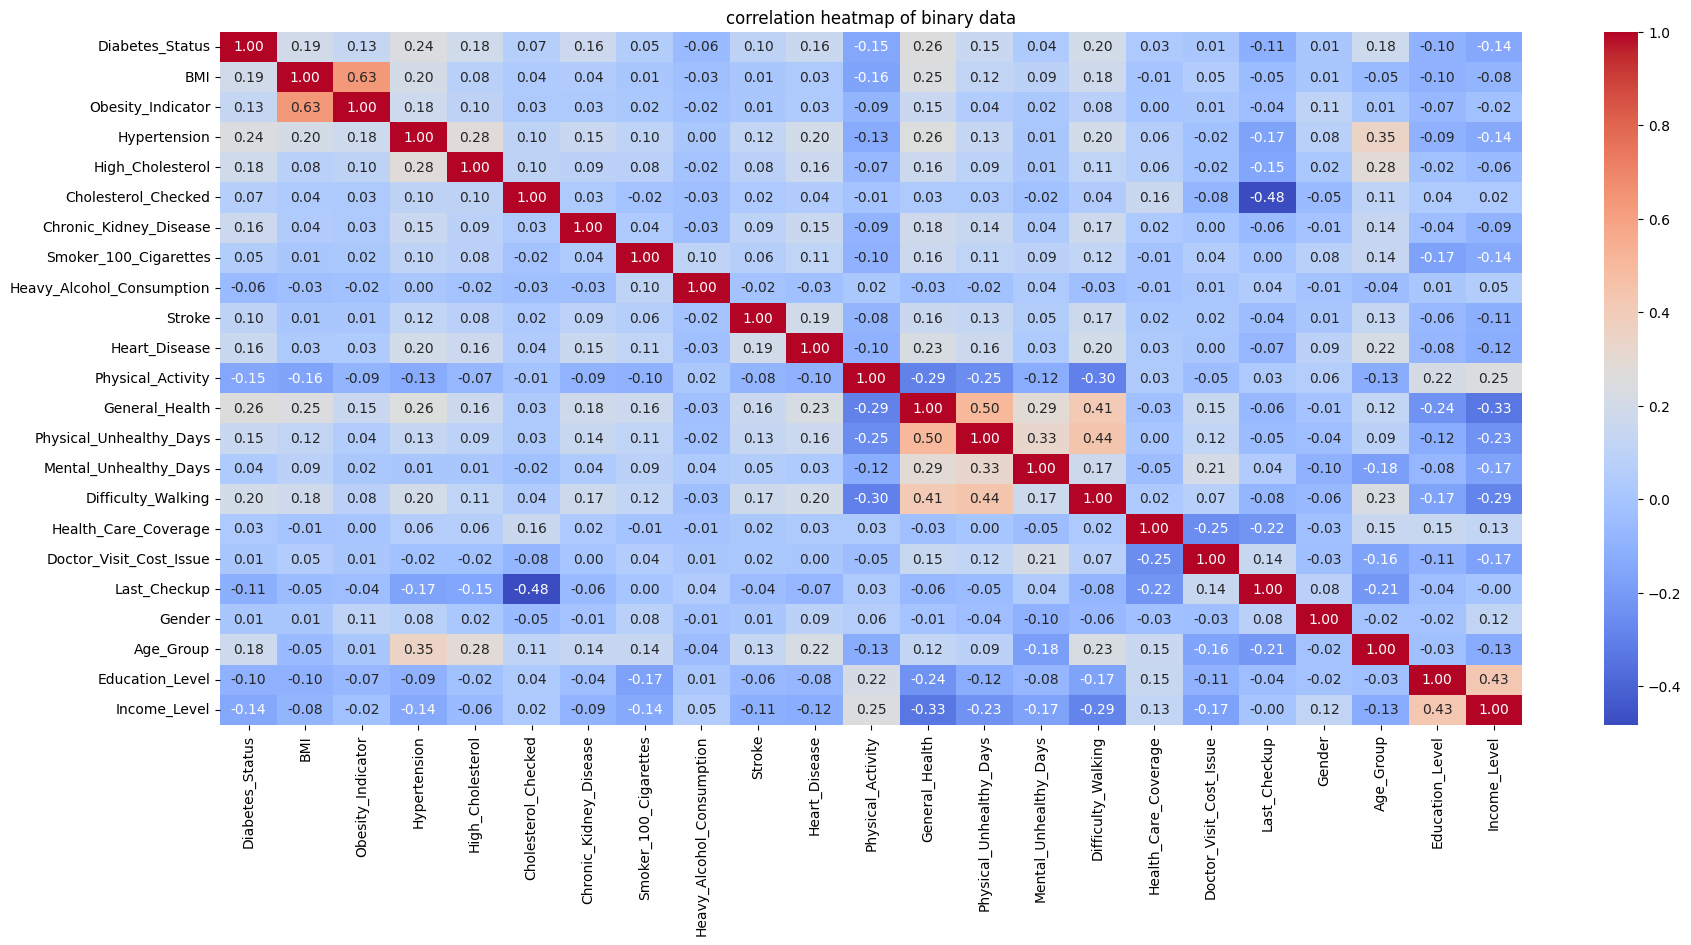 correlation heatmap of binary data
Diabetes_Status 1.00 0.19 0.13 0.24 0.18 0.07 0.16 0.05 -0.06 0.10 0.16 -0.15 0.26 0.15 0.04 0.20 0.03 0.01 -0.11 0.01 0.18 -0.10 -0.14
BMI 0.19 1.00 0.63 0.20 0.08 0.04 0.04 0.01 -0.03 0.01 0.03 -0.16 0.25 0.12 0.09 0.18 -0.01 0.05 -0.05 0.01 -0.05 -0.10 -0.08
Obesity_Indicator 0.13 0.63 1.00 0.18 0.10 0.03 0.03 0.02 -0.02 0.01 0.03 -0.09 0.15 0.04 0.02 0.08 0.00 0.01 -0.04 0.11 0.01 -0.07 -0.02
Hypertension 0.24 0.20 0.18 1.00 0.28 0.10 0.15 0.10 0.00 0.12 0.20 -0.13 0.26 0.13 0.01 0.20 0.06 -0.02 -0.17 0.08 0.35 -0.09 -0.14
High_Cholesterol 0.18 0.08 0.10 0.28 1.00 0.10 0.09 0.08 -0.02 0.08 0.16 -0.07 0.16 0.09 0.01 0.11 0.06 -0.02 -0.15 0.02 0.28 -0.02 -0.06
Cholesterol_Checked 0.07 0.04 0.03 0.10 0.10 1.00 0.03 -0.02 -0.03 0.02 0.04 -0.01 0.03 0.03 -0.02 0.04 0.16 -0.08 -0.48 -0.05 0.11 0.04 0.02
Chronic_Kidney_Disease 0.16 0.04 0.03 0.15 0.09 0.03 1.00 0.04 -0.03 0.09 0.15 -0.09 0.18 0.14 0.04 0.17 0.02 0.00 -0.06 -0.01 0.14 -0.04 -0.09
Smoker_100_Cigarettes 0.05 0.01 0.02 0.10 0.08 -0.02 0.04 1.00 0.10 0.06 0.11 -0.10 0.16 0.11 0.09 0.12 -0.01 0.04 0.00 0.08 0.14 -0.17 -0.14
Heavy_Alcohol_Consumption -0.06 -0.03 -0.02 0.00 -0.02 -0.03 -0.03 0.10 1.00 -0.02 -0.03 0.02 -0.03 -0.02 0.04 -0.03 -0.01 0.01 0.04 -0.01 -0.04 0.01 0.05
Stroke 0.10 0.01 0.01 0.12 0.08 0.02 0.09 0.06 -0.02 1.00 0.19 -0.08 0.16 0.13 0.05 0.17 0.02 0.02 -0.04 0.01 0.13 -0.06 -0.11
Heart_Disease 0.16 0.03 0.03 0.20 0.16 0.04 0.15 0.11 -0.03 0.19 1.00 -0.10 0.23 0.16 0.03 0.20 0.03 0.00 -0.07 0.09 0.22 -0.08 -0.12
Physical_Activity -0.15 -0.16 -0.09 -0.13 -0.07 -0.01 -0.09 -0.10 0.02 -0.08 -0.10 1.00 -0.29 -0.25 -0.12 -0.30 0.03 -0.05 0.03 0.06 -0.13 0.22 0.25
General_Health 0.26 0.25 0.15 0.26 0.16 0.03 0.18 0.16 -0.03 0.16 0.23 -0.29 1.00 0.50 0.29 0.41 -0.03 0.15 -0.06 -0.01 0.12 -0.24 -0.33
Physical_Unhealthy_Days 0.15 0.12 0.04 0.13 0.09 0.03 0.14 0.11 -0.02 0.13 0.16 -0.25 0.50 1.00 0.33 0.44 0.00 0.12 -0.05 -0.04 0.09 -0.12 -0.23
Mental_Unhealthy_Days 0.04 0.09 0.02 0.01 0.01 -0.02 0.04 0.09 0.04 0.05 0.03 -0.12 0.29 0.33 1.00 0.17 -0.05 0.21 0.04 -0.10 -0.18 -0.08 -0.17
Difficulty_Walking 0.20 0.18 0.08 0.20 0.11 0.04 0.17 0.12 -0.03 0.17 0.20 -0.30 0.41 0.44 0.17 1.00 0.02 0.07 -0.08 -0.06 0.23 -0.17 -0.29
Health_Care_Coverage 0.03 -0.01 0.00 0.06 0.06 0.16 0.02 -0.01 -0.01 0.02 0.03 0.03 -0.03 0.00 -0.05 0.02 1.00 -0.25 -0.22 -0.03 0.15 0.15 0.13
Doctor_Visit_Cost_Issue 0.01 0.05 0.01 -0.02 -0.02 -0.08 0.00 0.04 0.01 0.02 0.00 -0.05 0.15 0.12 0.21 0.07 -0.25 1.00 0.14 -0.03 -0.16 -0.11 -0.17
Last_Checkup -0.11 -0.05 -0.04 -0.17 -0.15 -0.48 -0.06 0.00 0.04 -0.04 -0.07 0.03 -0.06 -0.05 0.04 -0.08 -0.22 0.14 1.00 0.08 -0.21 -0.04 -0.00
Gender 0.01 0.01 0.11 0.08 0.02 -0.05 -0.01 0.08 -0.01 0.01 0.09 0.06 -0.01 -0.04 -0.10 -0.06 -0.03 -0.03 0.08 1.00 -0.02 -0.02 0.12
Age_Group 0.18 -0.05 0.01 0.35 0.28 0.11 0.14 0.14 -0.04 0.13 0.22 -0.13 0.12 0.09 -0.18 0.23 0.15 -0.16 -0.21 -0.02 1.00 -0.03 -0.13
Education_Level -0.10 -0.10 -0.07 -0.09 -0.02 0.04 -0.04 -0.17 0.01 -0.06 -0.08 0.22 -0.24 -0.12 -0.08 -0.17 0.15 -0.11 -0.04 -0.02 -0.03 1.00 0.43
Income_Level -0.14 -0.08 -0.02 -0.14 -0.06 0.02 -0.09 -0.14 0.05 -0.11 -0.12 0.25 -0.33 -0.23 -0.17 -0.29 0.13 -0.17 -0.00 0.12 -0.13 0.43 1.00
Diabetes_Status
BMI
Obesity_Indicator
Hypertension
High_Cholesterol
Cholesterol_Checked
Chronic_Kidney_Disease
Smoker_100_Cigarettes
Heavy_Alcohol_Consumption
Stroke
Heart_Disease
Physical_Activity
General_Health
Physical_Unhealthy_Days
Mental_Unhealthy_Days
Difficulty_Walking
Health_Care_Coverage
Doctor_Visit_Cost_Issue
Last_Checkup
Gender
Age_Group
Education_Level
Income_Level
1.0
0.8
0.6
0.4
0.2
0.0
−0.2
−0.4